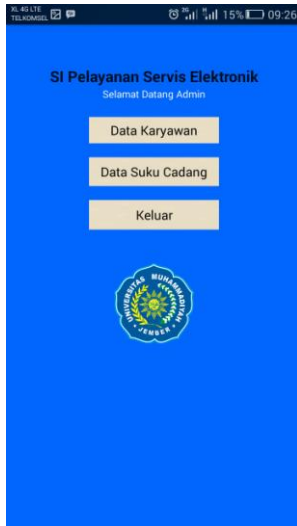 XL 4G LTE
TELKOMSEL
15% 09:26
SI Pelayanan Servis Elektronik
Selamat Datang Admin
Data Karyawan
Data Suku Cadang
Keluar
UNIVERSITAS MUHAMMADIYAH
JEMBER